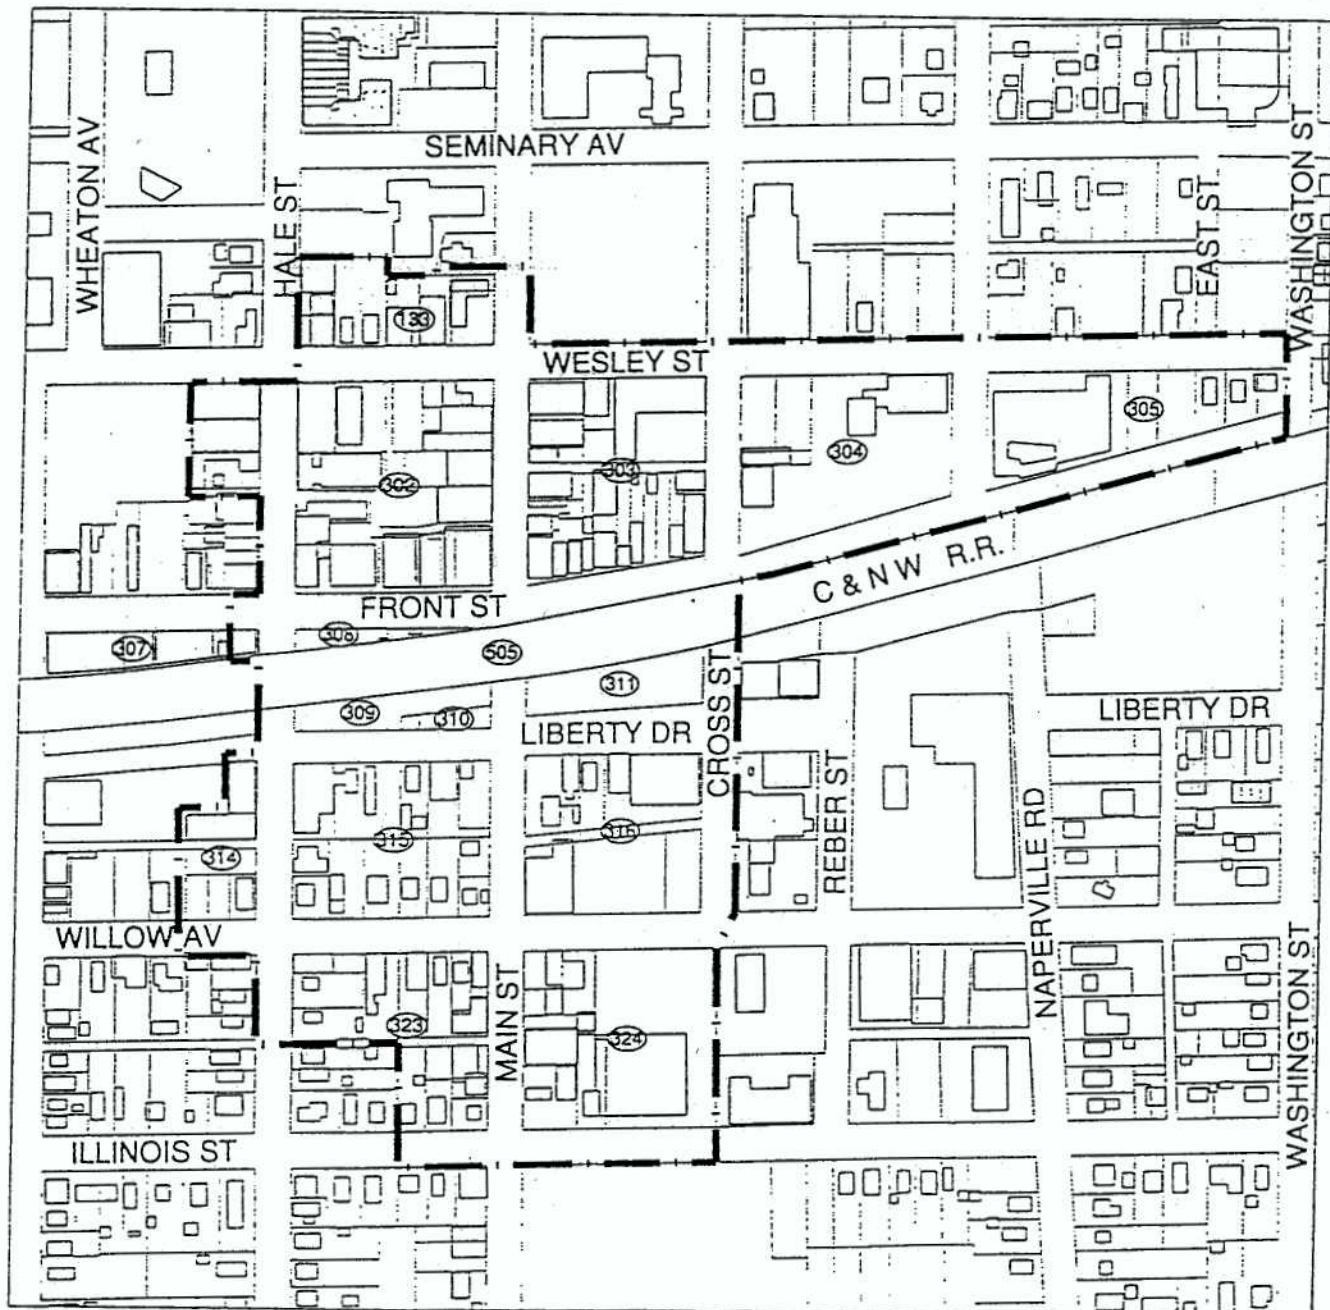 SEMINARY AV
WHEATON AV
HALE ST
EAST ST
WASHINGTON ST
133
WESLEY ST
305
304
303
302
C & N W R.R.
FRONT ST
308
307
505
311
309
310
CROSS ST
LIBERTY DR
LIBERTY DR
REBER ST
NAPERVILLE RD
316
315
314
WILLOW AV
MAIN ST
323
324
WASHINGTON ST
ILLINOIS ST